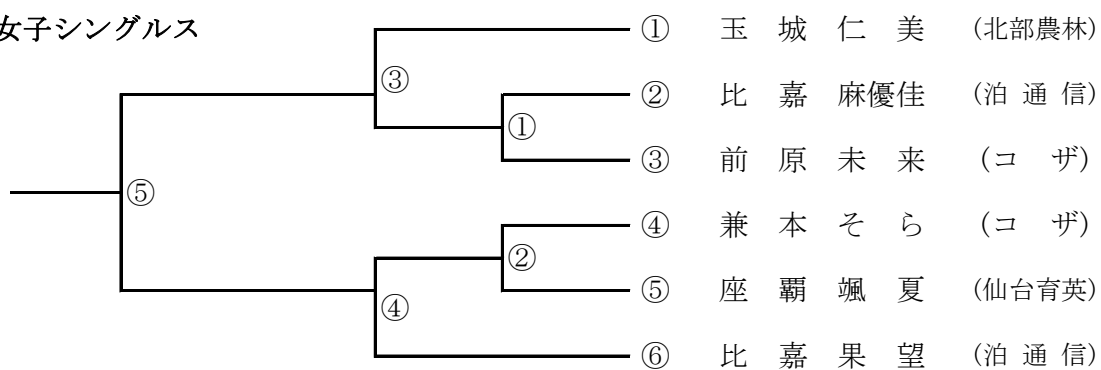 女子シングルス
① 玉 城 仁 美 (北部農林)
③
② 比 嘉 麻優佳 (泊 通 信)
①
③ 前 原 未 来 (コ ザ)
⑤
④ 兼 本 そ ら (コ ザ)
②
⑤ 座 覇 颯 夏 (仙台育英)
④
⑥ 比 嘉 果 望 (泊 通 信)